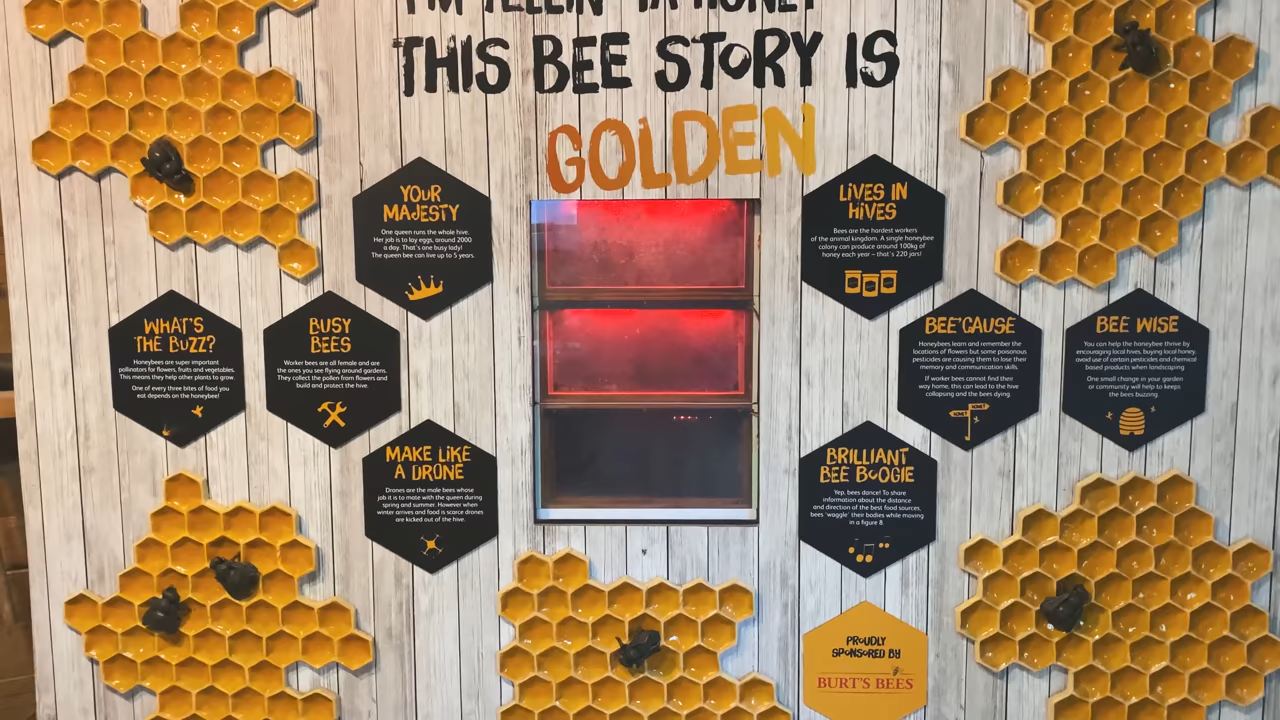 I'M TELLIN' YA HONEY
THIS BEE STORY IS
GOLDEN
YOUR
MAJESTY
One queen runs the whole hive.
Her job is to lay eggs, around 2000
a day. That's one busy lady!
The queen bee can live up to 5 years.
WHAT'S
THE BUZZ?
Honeybees are super important
pollinators for flowers, fruits and vegetables.
This means they help other plants to grow.
One of every three bites of food you
eat depends on the honeybee!
BUSY
BEES
Worker bees are all female and are
the ones you see flying around gardens.
They collect the pollen from flowers and
build and protect the hive.
MAKE LIKE
A DRONE
Drones are the male bees whose
job it is to mate with the queen during
spring and summer. However when
winter arrives and food is scarce drones
are kicked out of the hive.
LIVES IN
HIVES
Bees are the hardest workers
of the animal kingdom. A single honeybee
colony can produce around 100kg of
honey each year – that's 220 jars!
BEE'CAUSE
Honeybees learn and remember the
locations of flowers but some poisonous
pesticides are causing them to lose their
memory and communication skills.
If worker bees cannot find their
way home, this can lead to the hive
collapsing and the bees dying.
HONEY
HONEY
BEE WISE
You can help the honeybee thrive by
encouraging local hives, buying local honey,
avoid use of certain pesticides and chemical
based products when landscaping
One small change in your garden
or community will help to keeps
the bees buzzing.
BRILLIANT
BEE BOOGIE
Yep, bees dance! To share
information about the distance
and direction of the best food sources,
bees 'waggle' their bodies while moving
in a figure 8.
PROUDLY
SPONSORED BY
BURT'S BEES